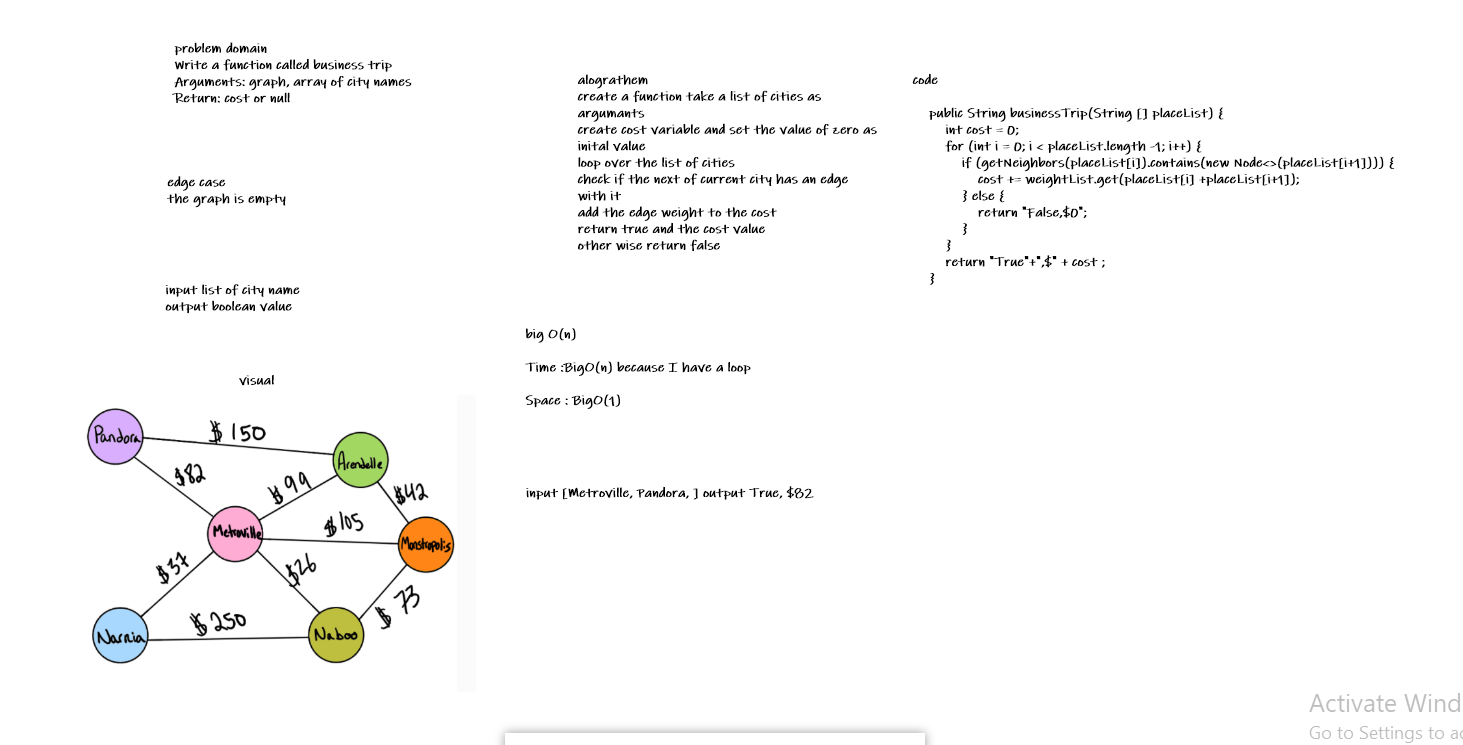 problem domain
Write a function called business trip
Arguments: graph, array of city names
Return: cost or null
edge case
the graph is empty
input list of city name
output boolean value
visual
Pandora
$150
Arendelle
$82
$99
$42
Metroville
$105
Monstropolis
$37
$26
$73
Narnia
$250
Naboo
alograthem
create a function take a list of cities as
argumants
create cost variable and set the value of zero as
inital value
loop over the list of cities
check if the next of current city has an edge
with it
add the edge weight to the cost
return true and the cost value
other wise return false
big O(n)
Time :BigO(n) because I have a loop
Space : BigO(1)
input [Metroville, Pandora, ] output True, $82
code
public String businessTrip(String [] placeList) {
int cost = 0;
for (int i = 0; i < placeList.length -1; i++) {
if (getNeighbors(placeList[i]).contains(new Node<>(placeList[i+1]))) {
cost += weightList.get(placeList[i] +placeList[i+1]);
} else {
return "False,$0";
}
}
return "True"+",$" + cost ;
}
Activate Wind
Go to Settings to ac